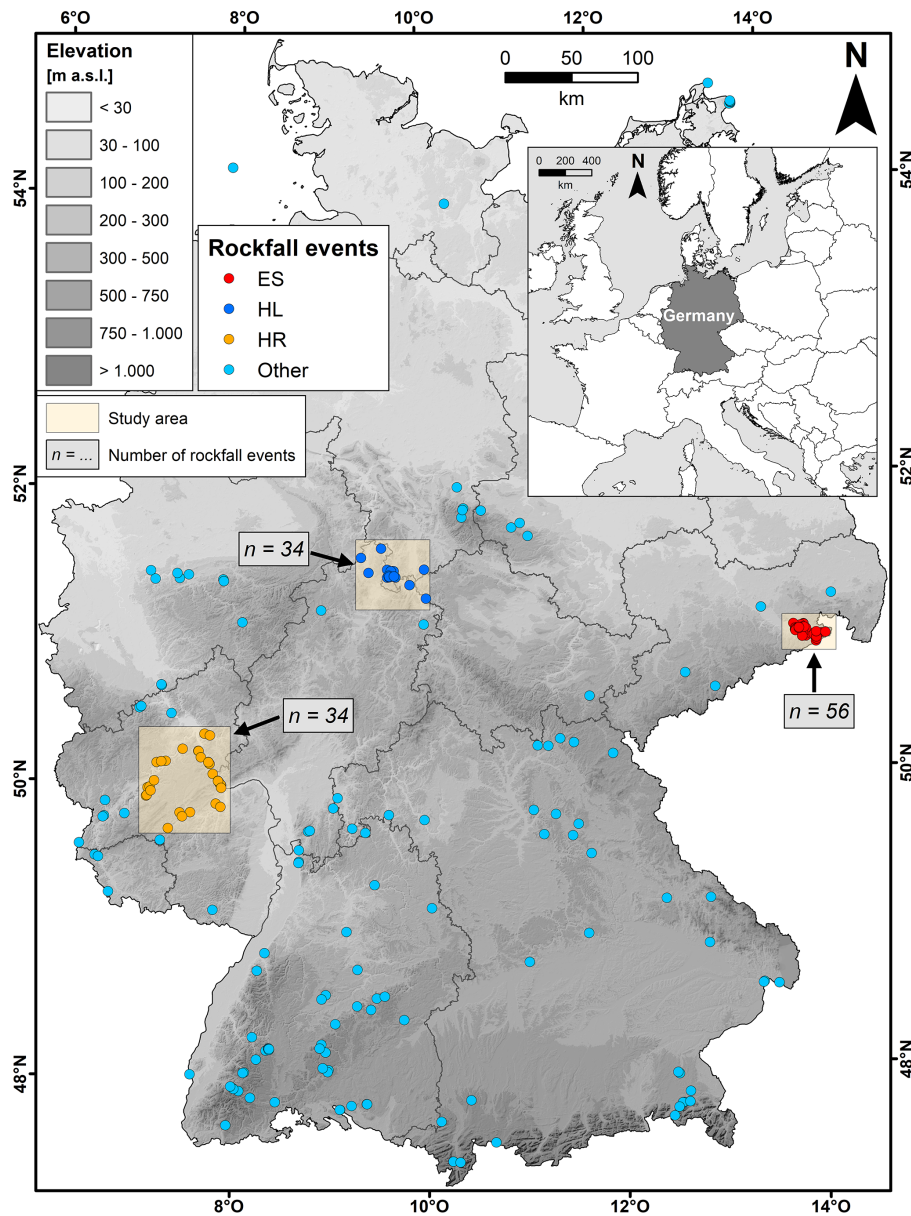 6°O 8°O 10°O 12°O 14°O
Elevation
[m a.s.l.]
< 30
30 - 100
100 - 200
200 - 300
300 - 500
500 - 750
750 - 1.000
> 1.000
0 50 100
km
N
Rockfall events
ES
HL
HR
Other
Study area
n = ... Number of rockfall events
0 200 400
km
N
Germany
54°N 54°N
52°N 52°N
n = 34
n = 56
n = 34
50°N 50°N
48°N 48°N
8°O 10°O 12°O 14°O